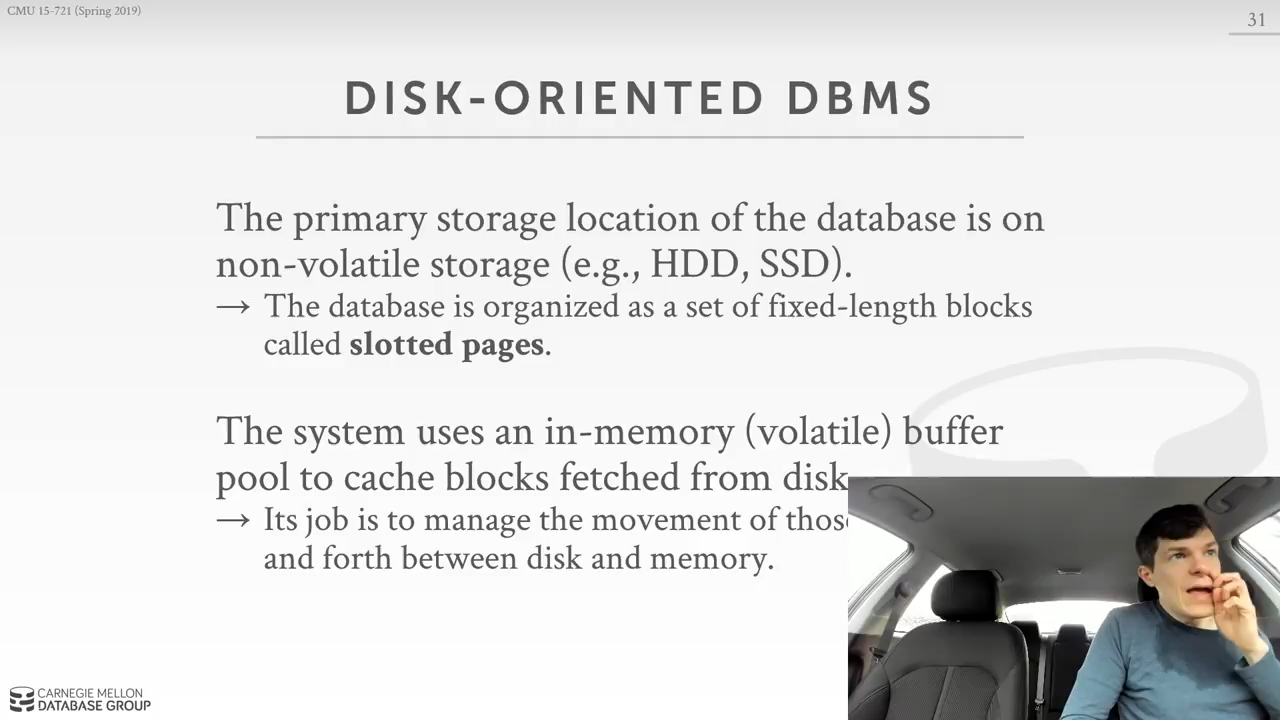 CMU 15-721 (Spring 2019)
31
DISK-ORIENTED DBMS
The primary storage location of the database is on
non-volatile storage (e.g., HDD, SSD).
→ The database is organized as a set of fixed-length blocks
called slotted pages.
The system uses an in-memory (volatile) buffer
pool to cache blocks fetched from disk
→ Its job is to manage the movement of
and forth between disk and memory.
CARNEGIE MELLON
DATABASE GROUP